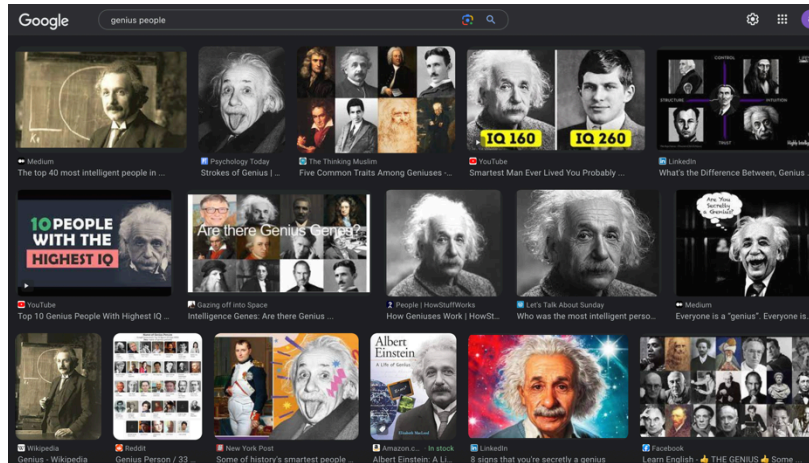 Google
genius people
Medium
The top 40 most intelligent people in ...
Psychology Today
Strokes of Genius | ...
The Thinking Muslim
Five Common Traits Among Geniuses -...
IQ 160
IQ 260
YouTube
Smartest Man Ever Lived You Probably ...
CONTROL
STRUCTURE
INITIATION
TRUST
LinkedIn
What's the Difference Between, Genius
10 PEOPLE
WITH THE
HIGHEST IQ
YouTube
Top 10 Genius People With Highest IQ ...
Are there Genius Genes?
Gazing off into Space
Intelligence Genes: Are there Genius ...
People | HowStuffWorks
How Geniuses Work | HowSt...
Let's Talk About Sunday
Who was the most intelligent perso...
Are You
Secretly
a Genius?
Medium
Everyone is a "genius". Everyone is.
Wikipedia
Genius - Wikipedia
Reddit
Genius Person / 33 ...
New York Post
Some of history's smartest people ...
Albert
Einstein
A Life of Genius
Elizabeth MacLeod
Amazon.c... · In stock
Albert Einstein: A Li...
LinkedIn
8 signs that you're secretly a genius
Facebook
Learn English - 👍 THE GENIUS 👍 Some ...